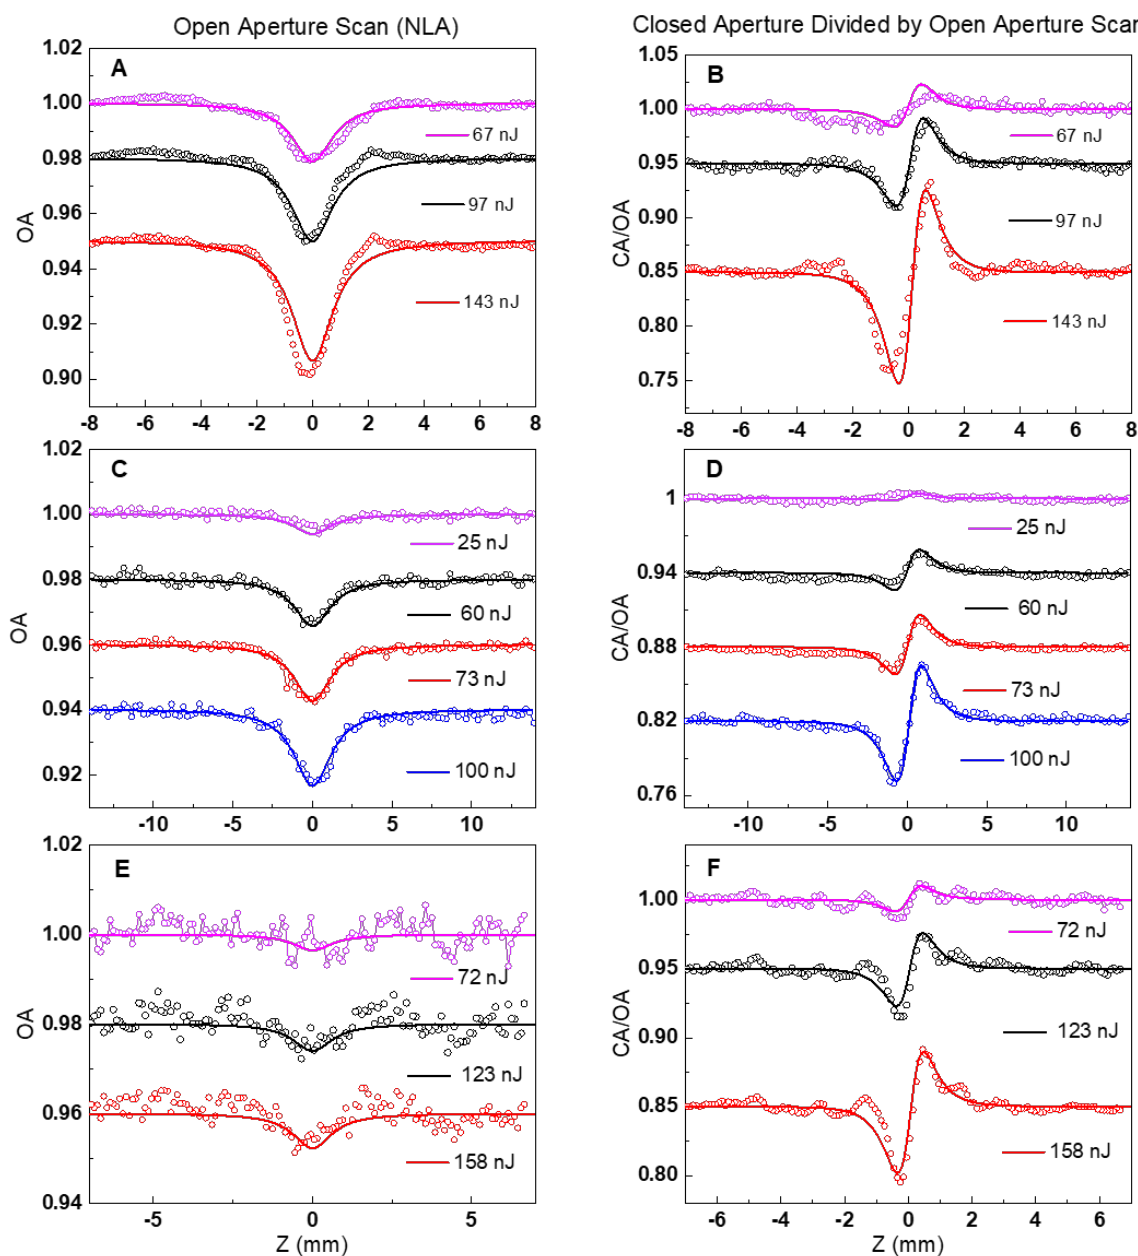 Open Aperture Scan (NLA)
Closed Aperture Divided by Open Aperture Scan
A
1.02
1.00
0.98
0.96
0.94
0.92
0.90
OA
67 nJ
97 nJ
143 nJ
-8 -6 -4 -2 0 2 4 6 8
B
1.05
1.00
0.95
0.90
0.85
0.80
0.75
CA/OA
67 nJ
97 nJ
143 nJ
-8 -6 -4 -2 0 2 4 6 8
C
1.02
1.00
0.98
0.96
0.94
0.92
OA
25 nJ
60 nJ
73 nJ
100 nJ
-10 -5 0 5 10
D
1
0.94
0.88
0.82
0.76
CA/OA
25 nJ
60 nJ
73 nJ
100 nJ
-10 -5 0 5 10
E
1.02
1.00
0.98
0.96
0.94
OA
72 nJ
123 nJ
158 nJ
-5 0 5
Z (mm)
F
1.00
0.95
0.90
0.85
0.80
CA/OA
72 nJ
123 nJ
158 nJ
-6 -4 -2 0 2 4 6
Z (mm)